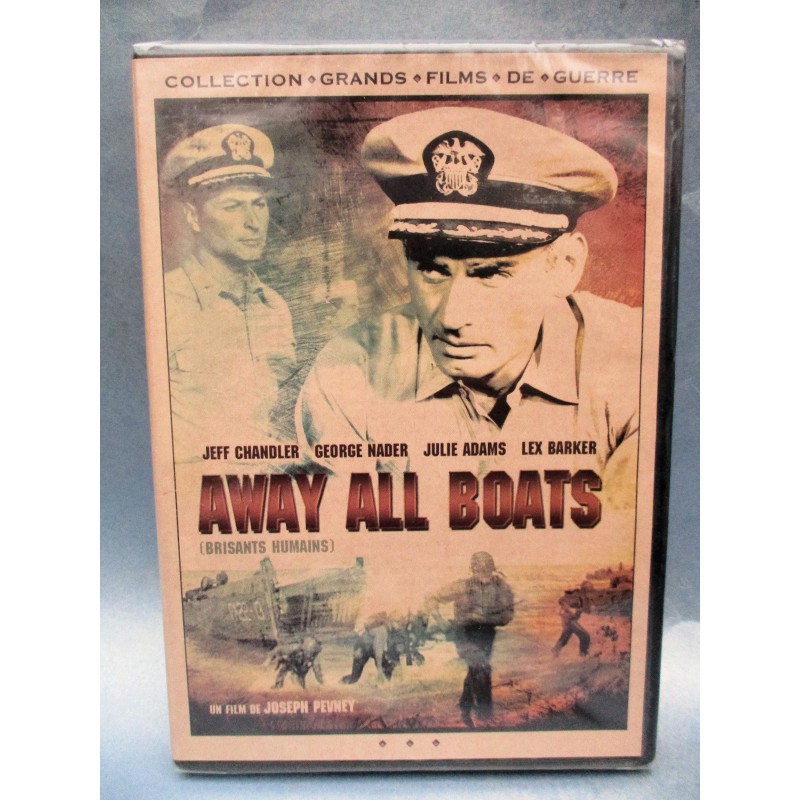 COLLECTION ◆ GRANDS ◆ FILMS ◆ DE ◆ GUERRE
JEFF CHANDLER GEORGE NADER JULIE ADAMS LEX BARKER
AWAY ALL BOATS
(BRISANTS HUMAINS)
UN FILM DE JOSEPH PEVNEY